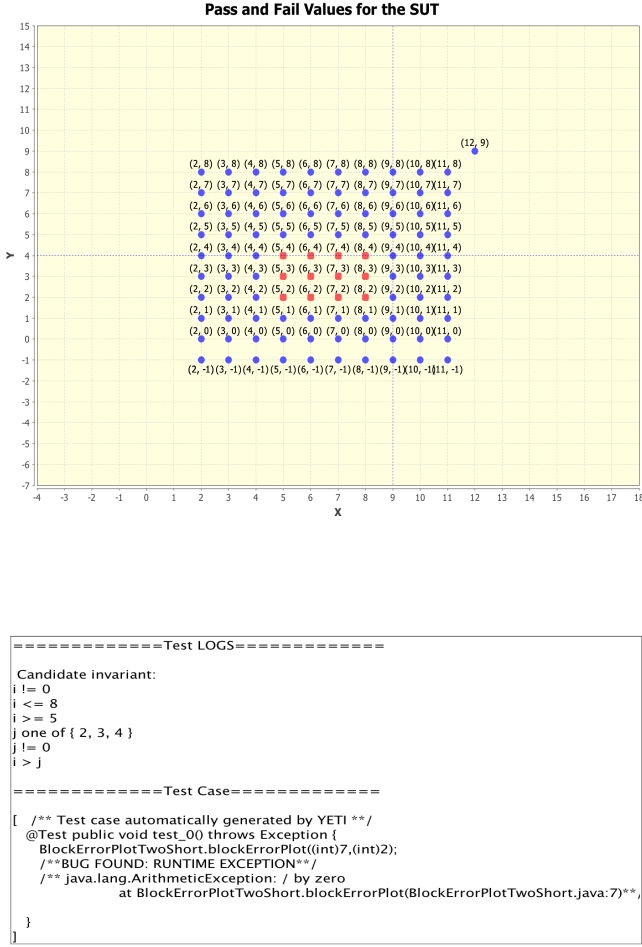 Pass and Fail Values for the SUT
15
14
13
12
11
10
(12, 9)
9
(2, 8) (3, 8) (4, 8) (5, 8) (6, 8) (7, 8) (8, 8) (9, 8) (10, 8) (11, 8)
8
(2, 7) (3, 7) (4, 7) (5, 7) (6, 7) (7, 7) (8, 7) (9, 7) (10, 7) (11, 7)
7
(2, 6) (3, 6) (4, 6) (5, 6) (6, 6) (7, 6) (8, 6) (9, 6) (10, 6) (11, 6)
6
(2, 5) (3, 5) (4, 5) (5, 5) (6, 5) (7, 5) (8, 5) (9, 5) (10, 5) (11, 5)
5
(2, 4) (3, 4) (4, 4) (5, 4) (6, 4) (7, 4) (8, 4) (9, 4) (10, 4) (11, 4)
4
(2, 3) (3, 3) (4, 3) (5, 3) (6, 3) (7, 3) (8, 3) (9, 3) (10, 3) (11, 3)
3
(2, 2) (3, 2) (4, 2) (5, 2) (6, 2) (7, 2) (8, 2) (9, 2) (10, 2) (11, 2)
2
(2, 1) (3, 1) (4, 1) (5, 1) (6, 1) (7, 1) (8, 1) (9, 1) (10, 1) (11, 1)
1
(2, 0) (3, 0) (4, 0) (5, 0) (6, 0) (7, 0) (8, 0) (9, 0) (10, 0) (11, 0)
0
-1
(2, -1) (3, -1) (4, -1) (5, -1) (6, -1) (7, -1) (8, -1) (9, -1) (10, -1) (11, -1)
-2
-3
-4
-5
-6
-7
Y
-4 -3 -2 -1 0 1 2 3 4 5 6 7 8 9 10 11 12 13 14 15 16 17 18
X
=============Test LOGS=============
Candidate invariant:
i != 0
i <= 8
i >= 5
j one of { 2, 3, 4 }
j != 0
i > j
=============Test Case=============
[ /** Test case automatically generated by YETI **/
@Test public void test_0() throws Exception {
BlockErrorPlotTwoShort.blockErrorPlot((int)7,(int)2);
/**BUG FOUND: RUNTIME EXCEPTION**/
/** java.lang.ArithmeticException: / by zero
at BlockErrorPlotTwoShort.blockErrorPlot(BlockErrorPlotTwoShort.java:7)**/
}
]